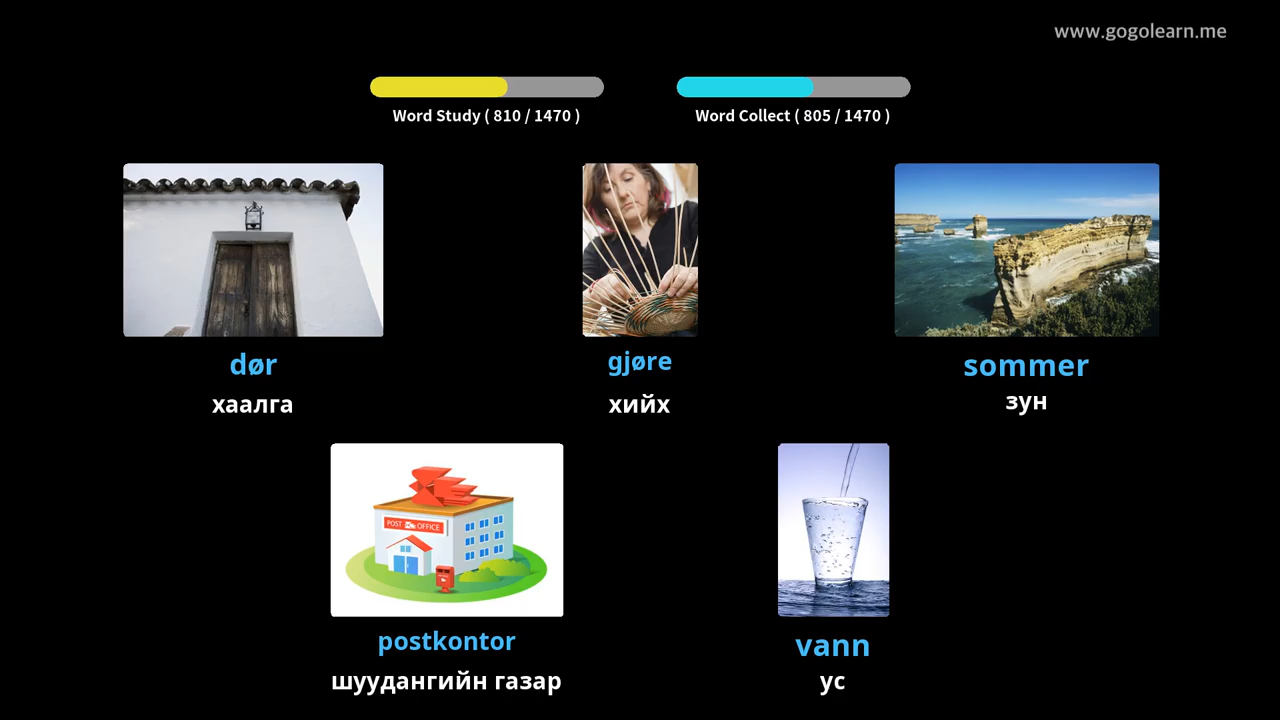 www.gogolearn.me
Word Study ( 810 / 1470 )
Word Collect ( 805 / 1470 )
dør
хаалга
gjøre
хийх
sommer
зун
POST OFFICE
postkontor
шуудангийн газар
vann
ус